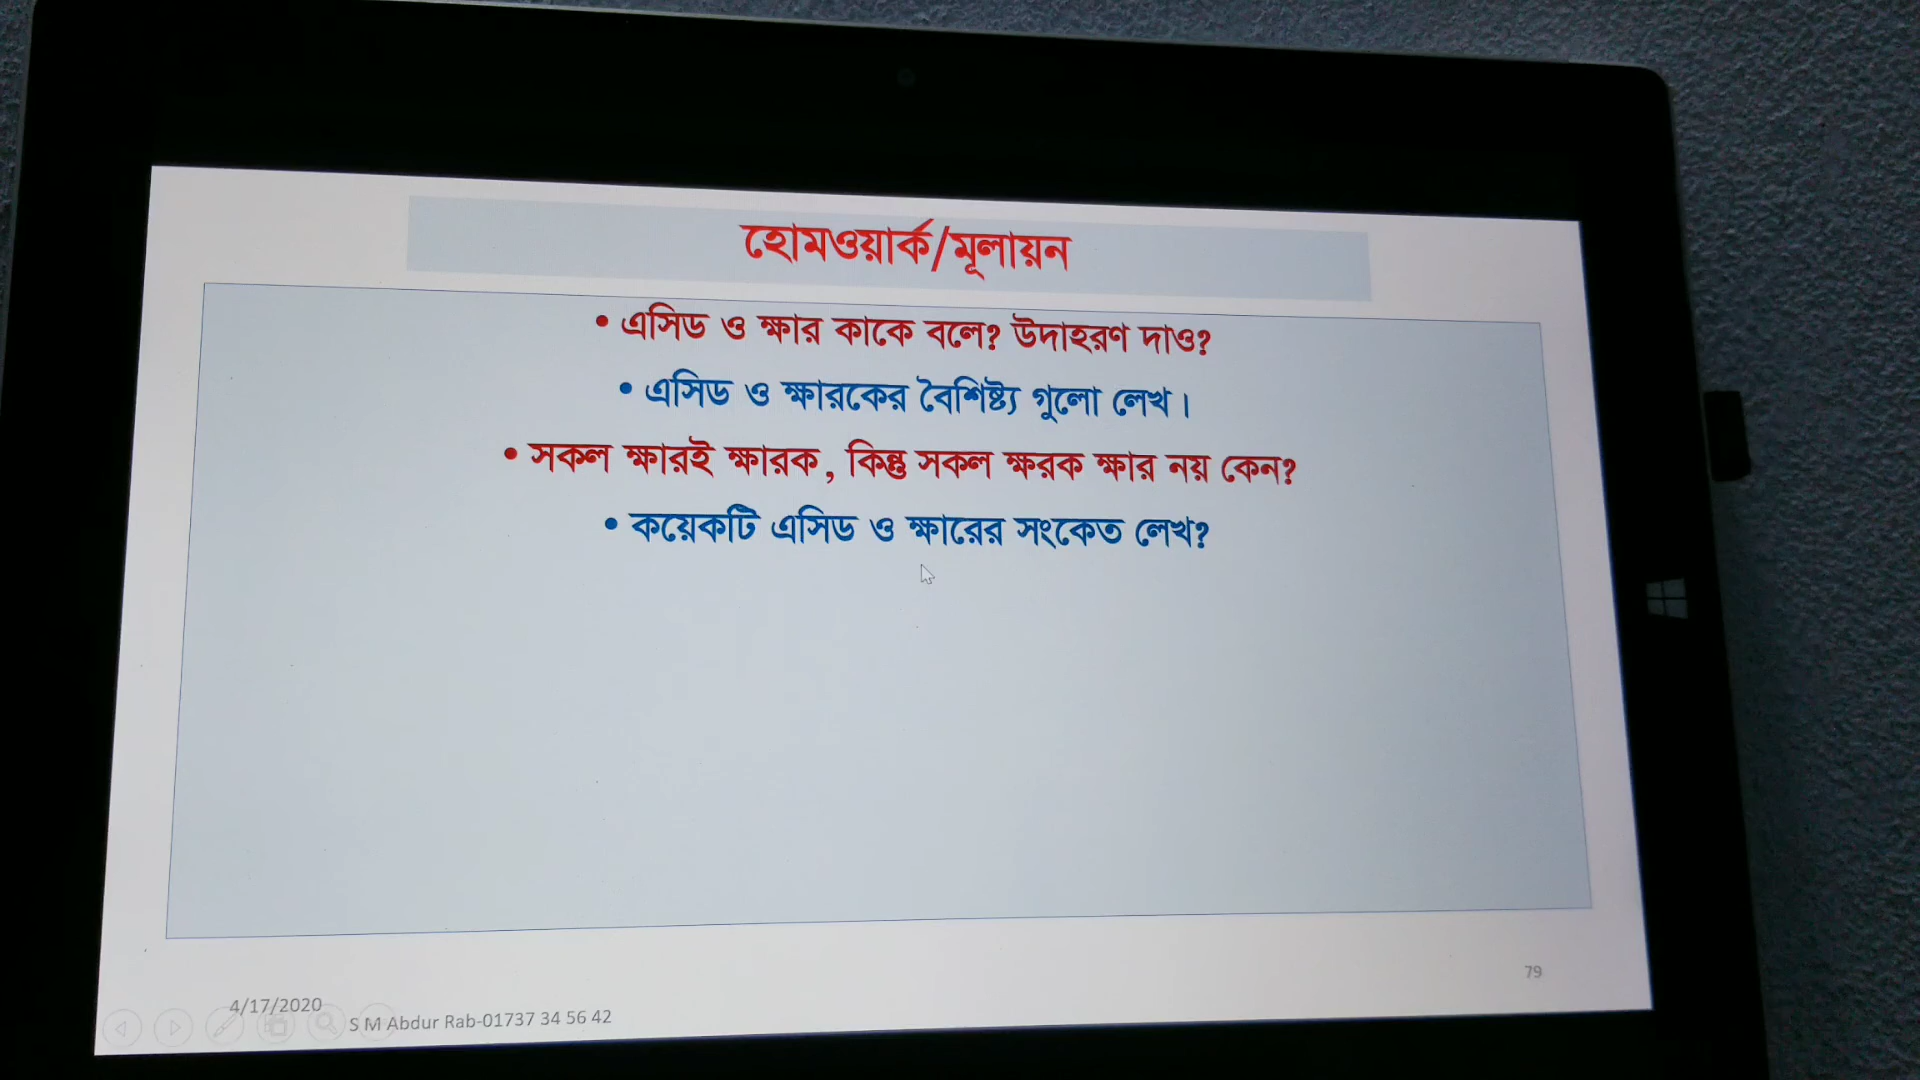 হোমওয়ার্ক/মূলায়ন
• এসিড ও ক্ষার কাকে বলে? উদাহরণ দাও?
• এসিড ও ক্ষারকের বৈশিষ্ট্য গুলো লেখ।
• সকল ক্ষারই ক্ষারক, কিন্তু সকল ক্ষরক ক্ষার নয় কেন?
• কয়েকটি এসিড ও ক্ষারের সংকেত লেখ?
79
4/17/2020
S M Abdur Rab-01737 34 56 42